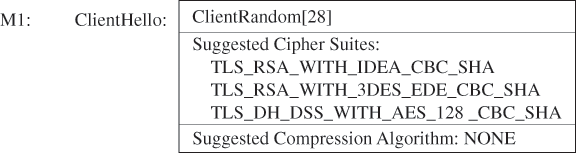 M1: ClientHello: ClientRandom[28]
Suggested Cipher Suites:
TLS_RSA_WITH_IDEA_CBC_SHA
TLS_RSA_WITH_3DES_EDE_CBC_SHA
TLS_DH_DSS_WITH_AES_128 _CBC_SHA
Suggested Compression Algorithm: NONE